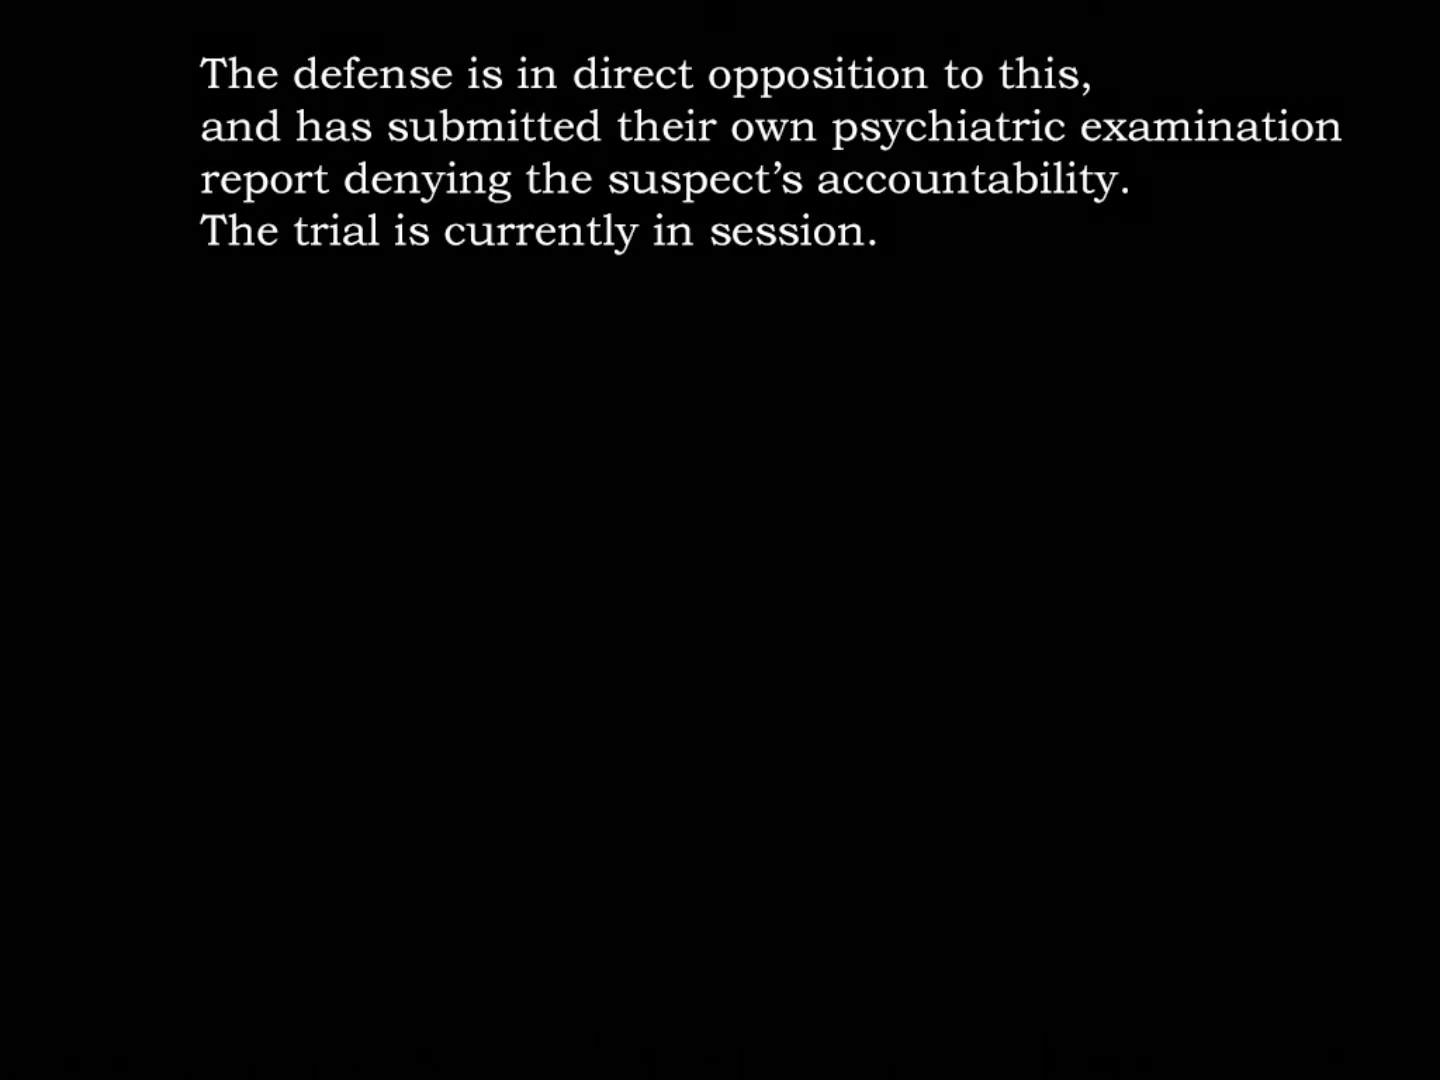 The defense is in direct opposition to this,
and has submitted their own psychiatric examination
report denying the suspect’s accountability.
The trial is currently in session.